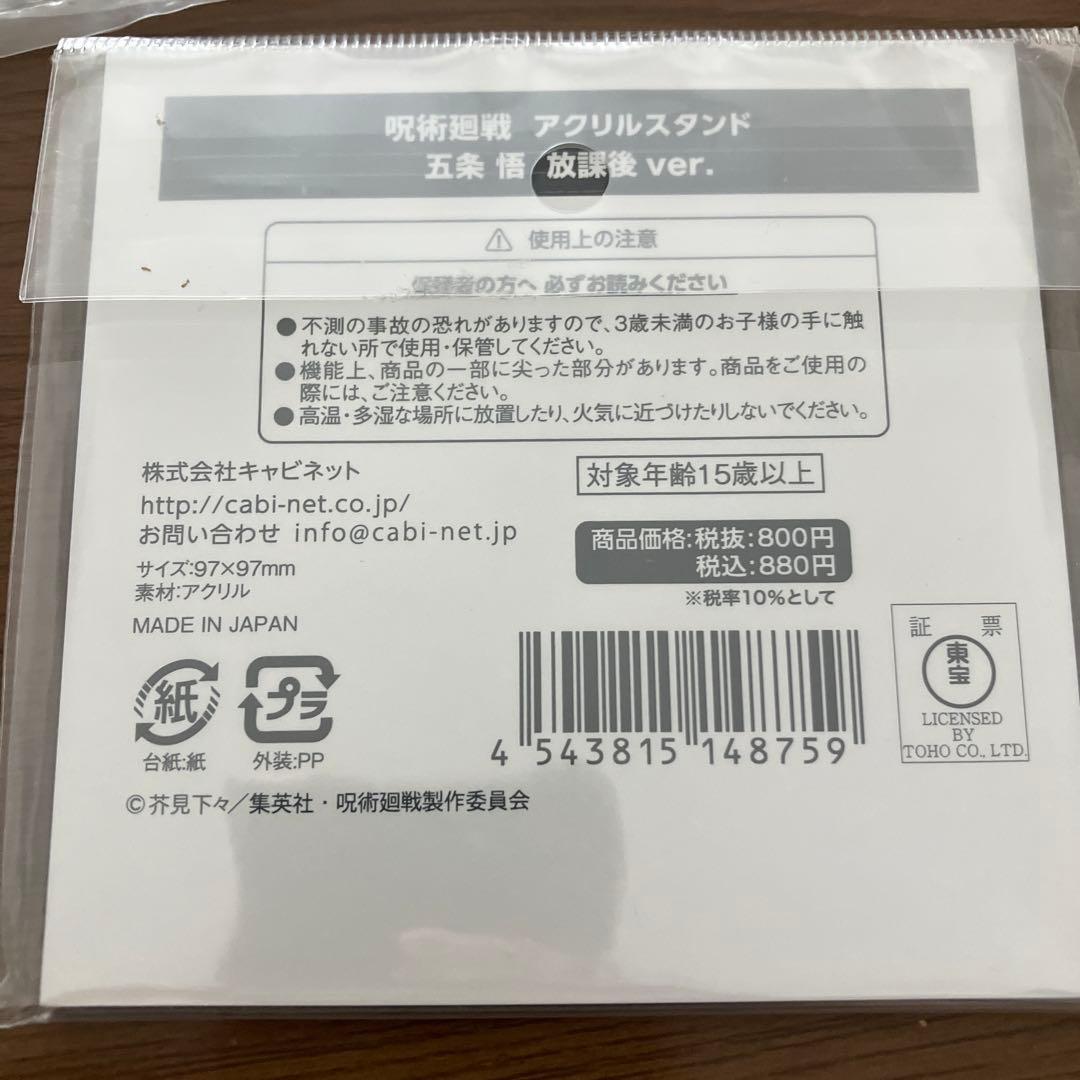 呪術廻戦 アクリルスタンド
五条 悟 放課後 ver.
使用上の注意
保護者の方へ 必ずお読みください
●不測の事故の恐れがありますので、3歳未満のお子様の手に触
れない所で使用・保管してください。
●機能上、商品の一部に尖った部分があります。商品をご使用の
際には、ご注意ください。
●高温・多湿な場所に放置したり、火気に近づけたりしないでください。
株式会社キャビネット
http://cabi-net.co.jp/
お問い合わせ info@cabi-net.jp
サイズ:97×97mm
素材:アクリル
MADE IN JAPAN
対象年齢15歳以上
商品価格:税抜:800円
税込:880円
※税率10%として
紙
台紙:紙
プラ
外装:PP
4 543815 148759
証 票
東宝
LICENSED
BY
TOHO CO., LTD.
©芥見下々/集英社・呪術廻戦製作委員会